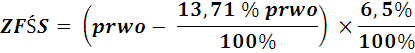 ZFŚS = (prwo − 13,71 % prwo / 100%) × 6,5% / 100%